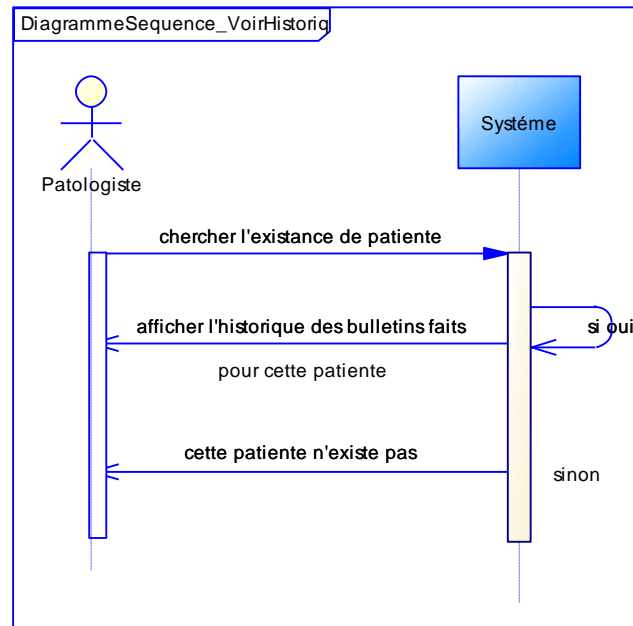 DiagrammeSequence_VoirHistoriq
Systéme
Patologiste
chercher l'existance de patiente
afficher l'historique des bulletins faits
si oui
pour cette patiente
cette patiente n'existe pas
sinon